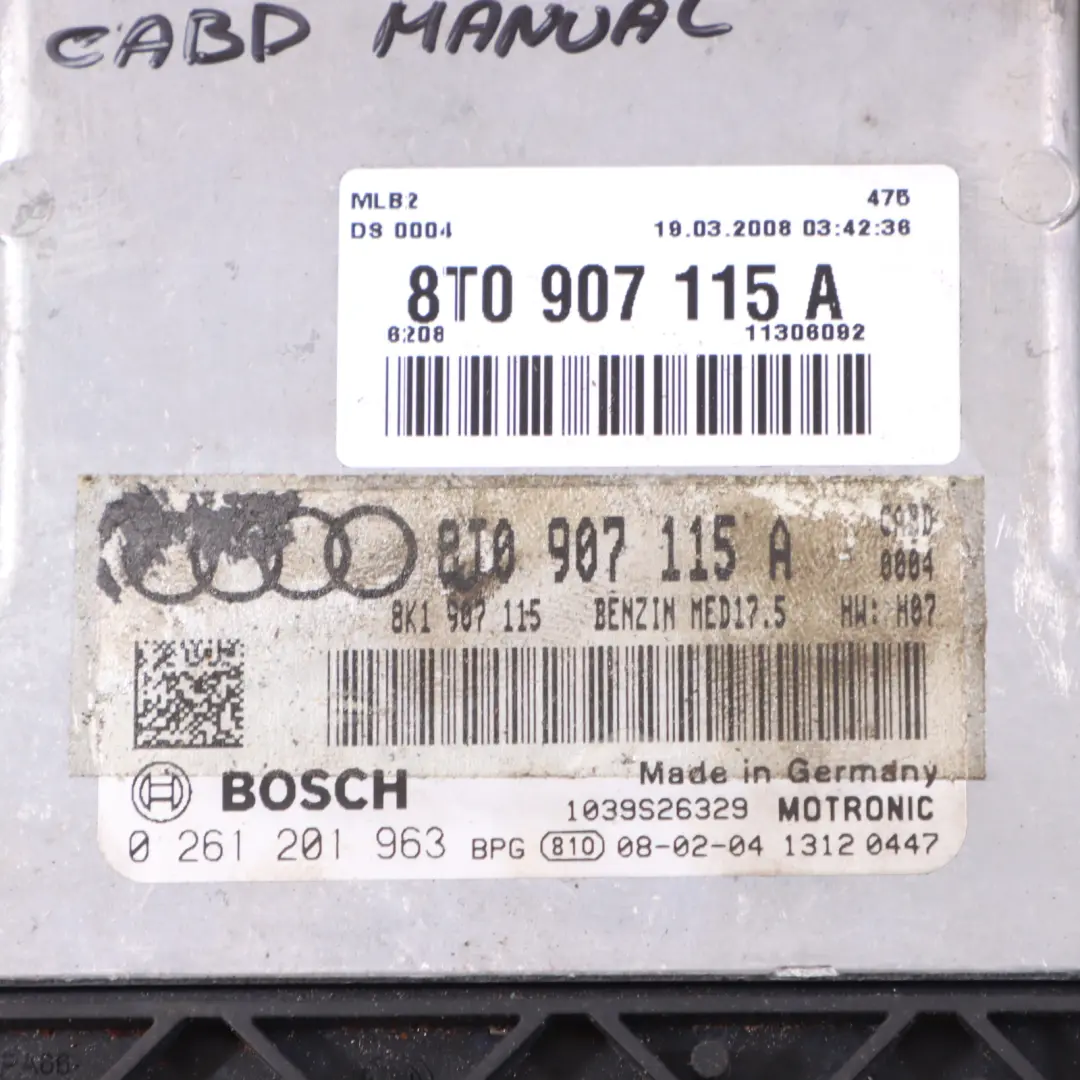 CABD MANUAL
MLB2 476
DS 0004 19.03.2008 03:42:36
8T0 907 115 A
6208 11306092
8T0 907 115 A CABD
0004
8K1 907 115 BENZIN MED17.5 HW: H07
Made in Germany
BOSCH
1039S26329 MOTRONIC
0 261 201 963 BPG 810 08-02-04 1312 0447
PA66